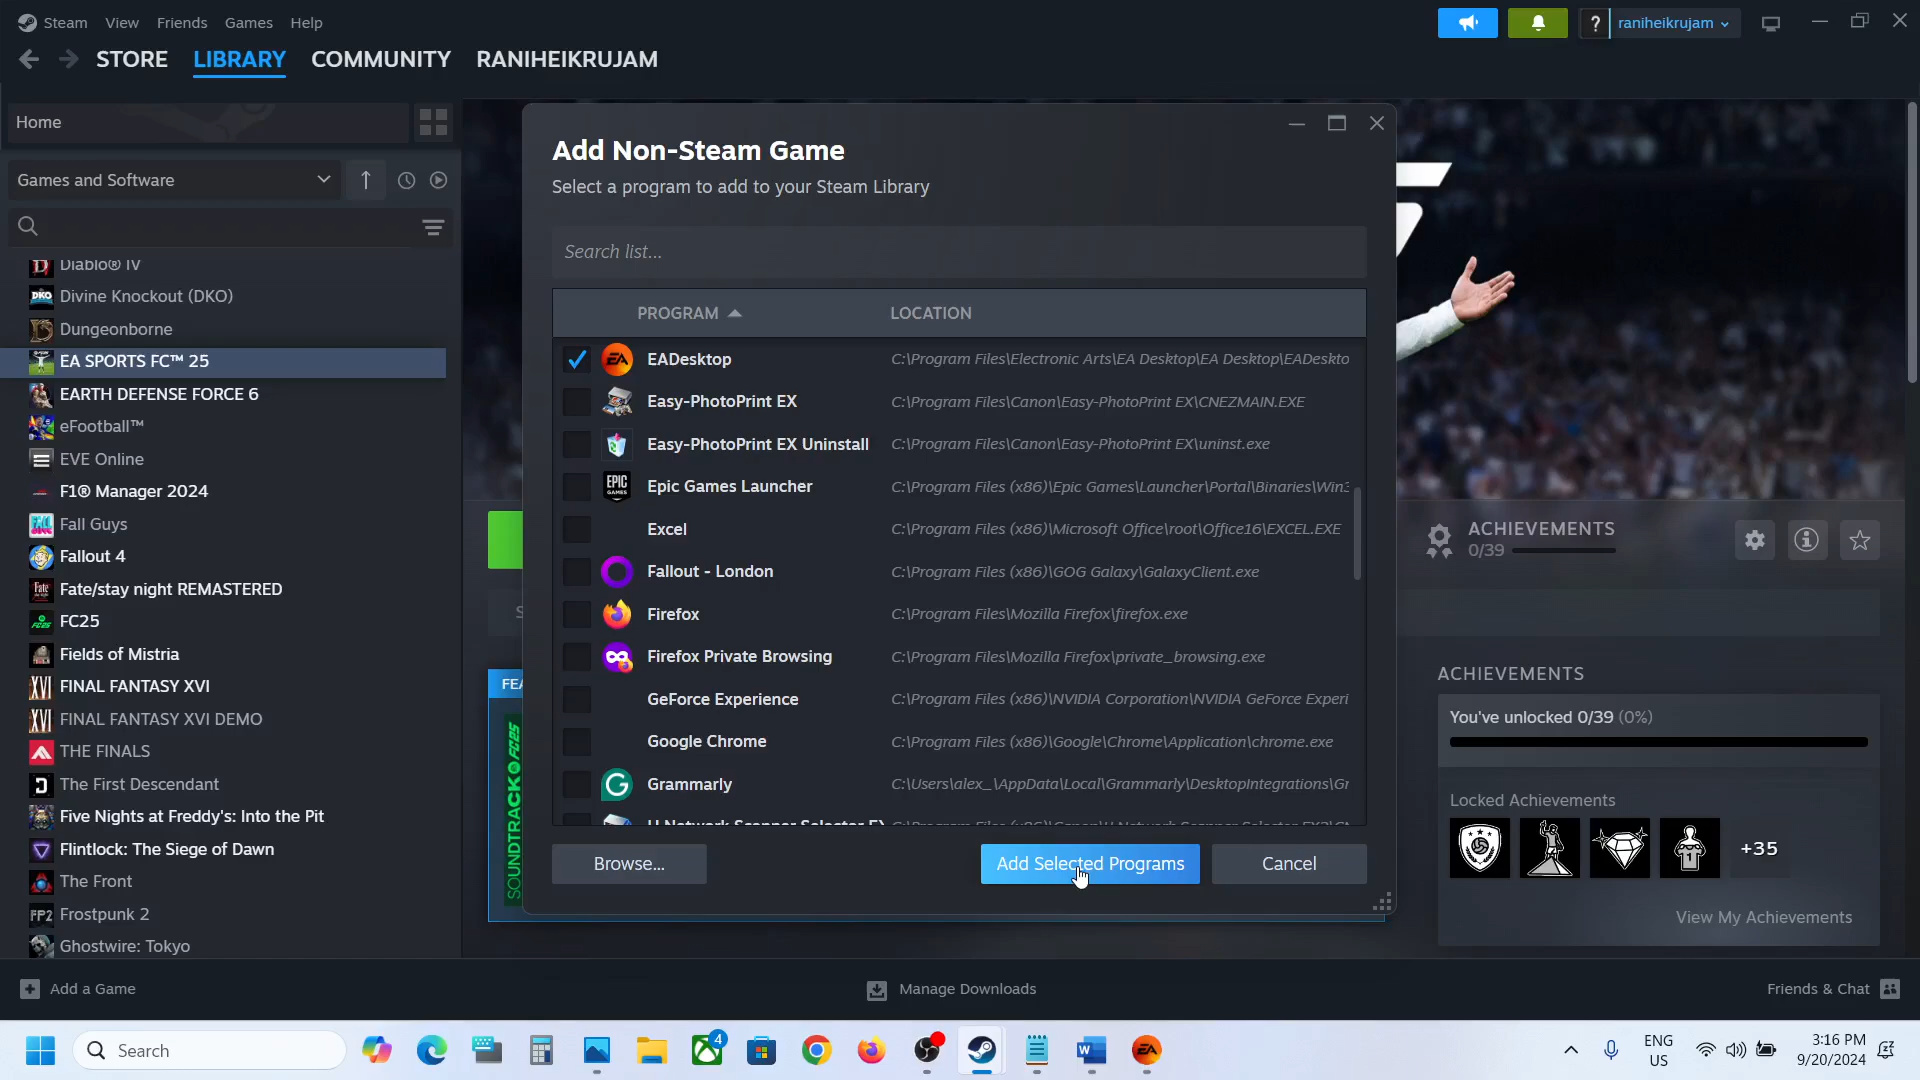 Steam View Friends Games Help
? raniheikrujam
STORE LIBRARY COMMUNITY RANIHEIKRUJAM
Home
Games and Software
Diablo® IV
DKO Divine Knockout (DKO)
Dungeonborne
EA SPORTS FC™ 25
EARTH DEFENSE FORCE 6
eFootball™
EVE Online
F1® Manager 2024
Fall Guys
Fallout 4
Fate/stay night REMASTERED
FC25
Fields of Mistria
XVI FINAL FANTASY XVI
XVI FINAL FANTASY XVI DEMO
THE FINALS
The First Descendant
Five Nights at Freddy's: Into the Pit
Flintlock: The Siege of Dawn
The Front
FP2 Frostpunk 2
Ghostwire: Tokyo
Add Non-Steam Game
Select a program to add to your Steam Library
Search list...
PROGRAM LOCATION
EA EADesktop C:\Program Files\Electronic Arts\EA Desktop\EA Desktop\EADeskto
Easy-PhotoPrint EX C:\Program Files\Canon\Easy-PhotoPrint EX\CNEZMAIN.EXE
Easy-PhotoPrint EX Uninstall C:\Program Files\Canon\Easy-PhotoPrint EX\uninst.exe
EPIC GAMES Epic Games Launcher C:\Program Files (x86)\Epic Games\Launcher\Portal\Binaries\Win3
Excel C:\Program Files (x86)\Microsoft Office\root\Office16\EXCEL.EXE
Fallout - London C:\Program Files (x86)\GOG Galaxy\GalaxyClient.exe
Firefox C:\Program Files\Mozilla Firefox\firefox.exe
Firefox Private Browsing C:\Program Files\Mozilla Firefox\private_browsing.exe
GeForce Experience C:\Program Files (x86)\NVIDIA Corporation\NVIDIA GeForce Experi
Google Chrome C:\Program Files (x86)\Google\Chrome\Application\chrome.exe
Grammarly C:\Users\alex_\AppData\Local\Grammarly\DesktopIntegrations\Gr
Browse... Add Selected Programs Cancel
FEA
SOUNDTRACK FC25
ACHIEVEMENTS
0/39
ACHIEVEMENTS
You've unlocked 0/39 (0%)
Locked Achievements
+35
View My Achievements
Add a Game Manage Downloads Friends & Chat
Search
4
EA
ENG
US
3:16 PM
9/20/2024